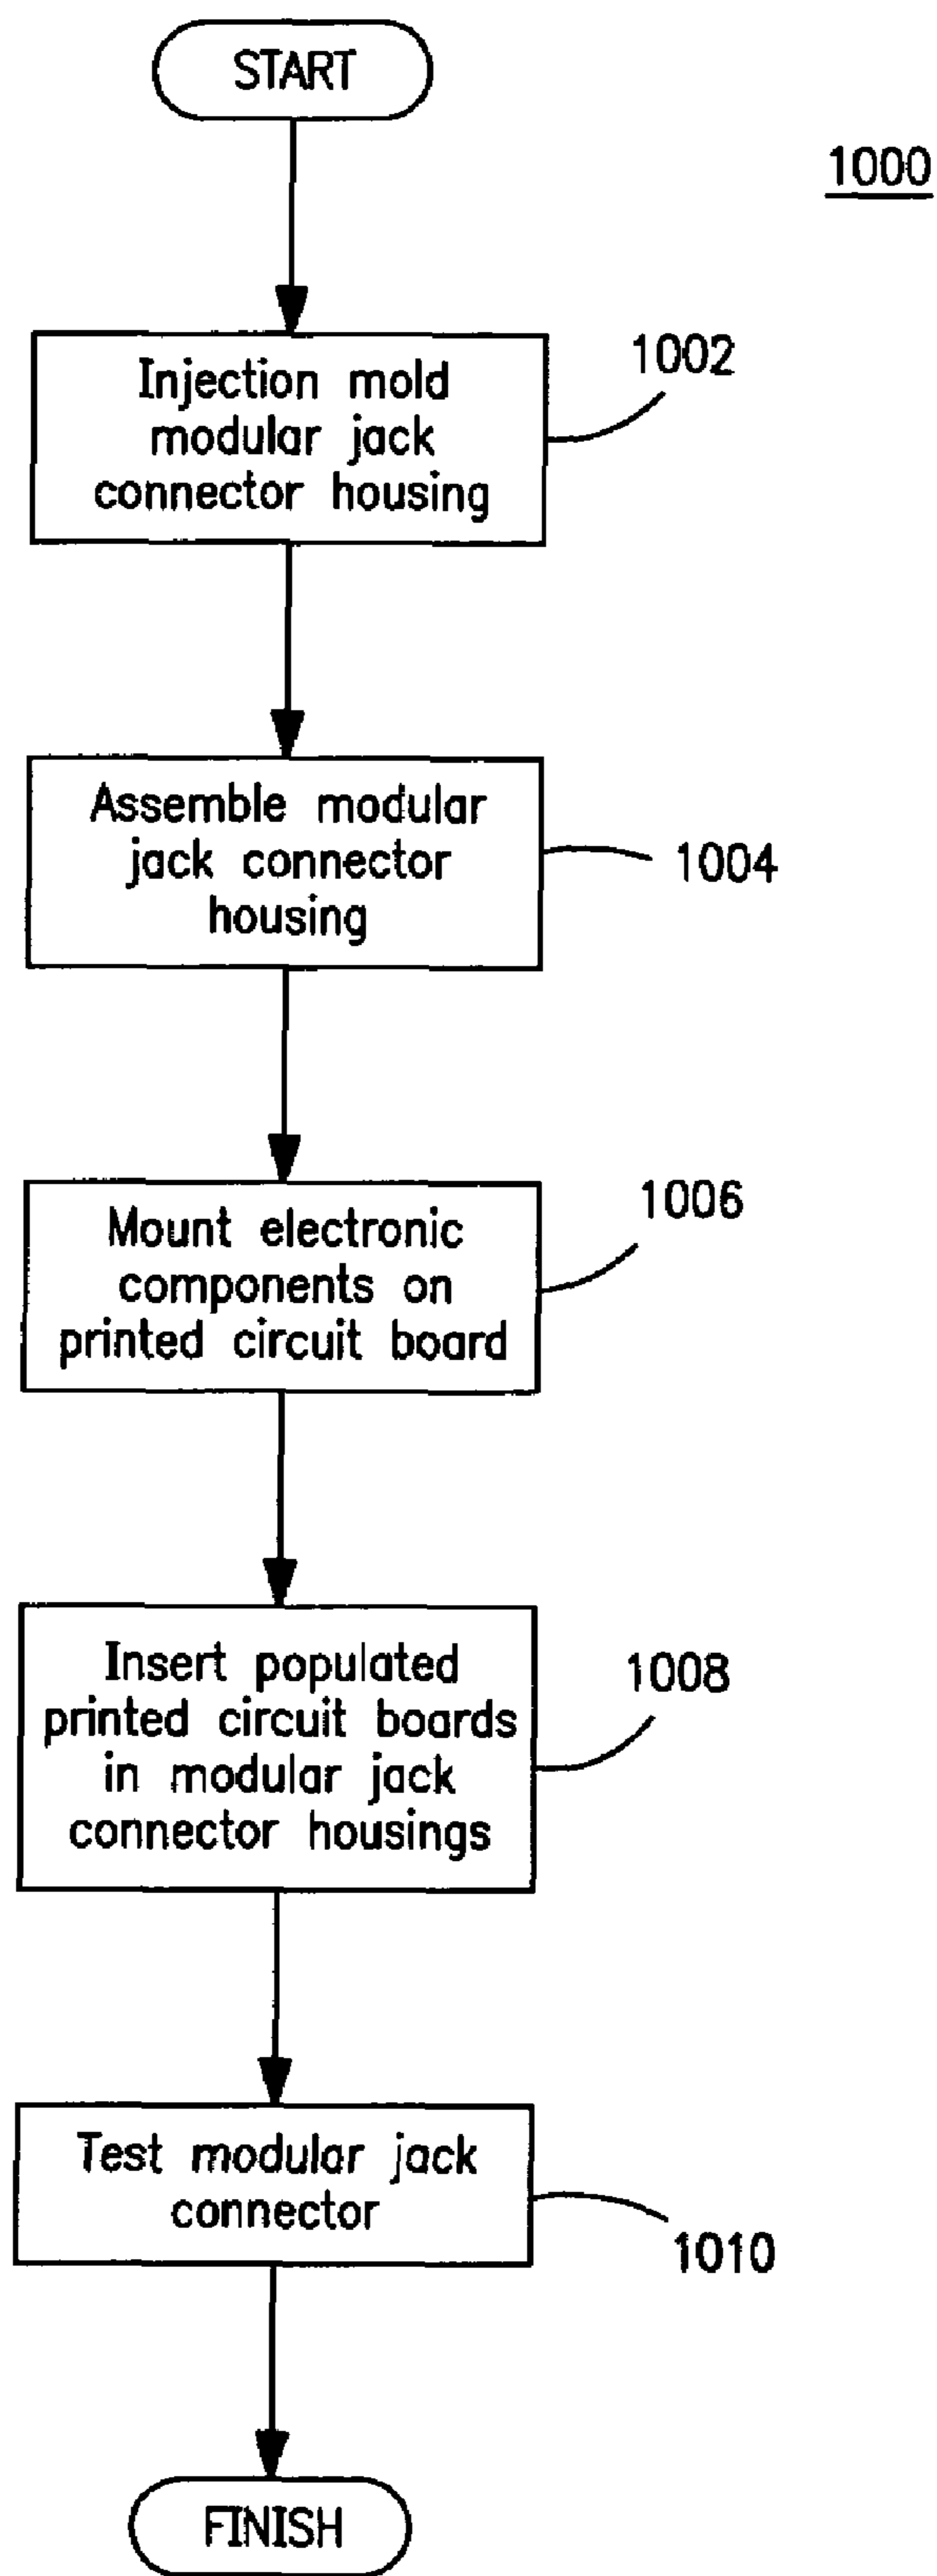 START
1000
Injection mold
modular jack
connector housing
1002
Assemble modular
jack connector
housing
1004
Mount electronic
components on
printed circuit board
1006
Insert populated
printed circuit boards
in modular jack
connector housings
1008
Test modular jack
connector
1010
FINISH